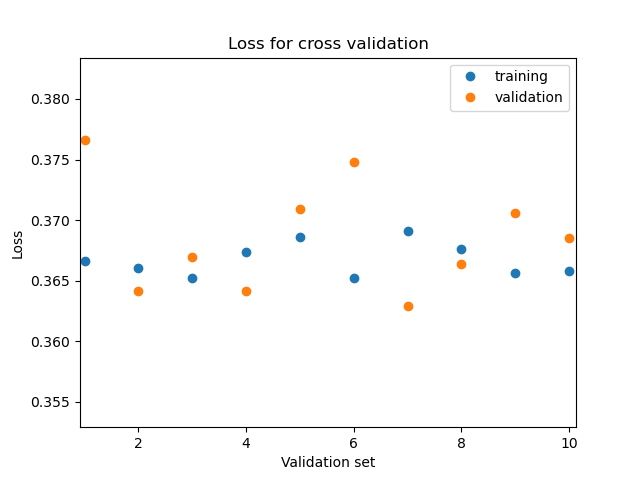 Loss for cross validation
training
validation
0.380
0.375
0.370
0.365
0.360
0.355
Loss
2 4 6 8 10
Validation set